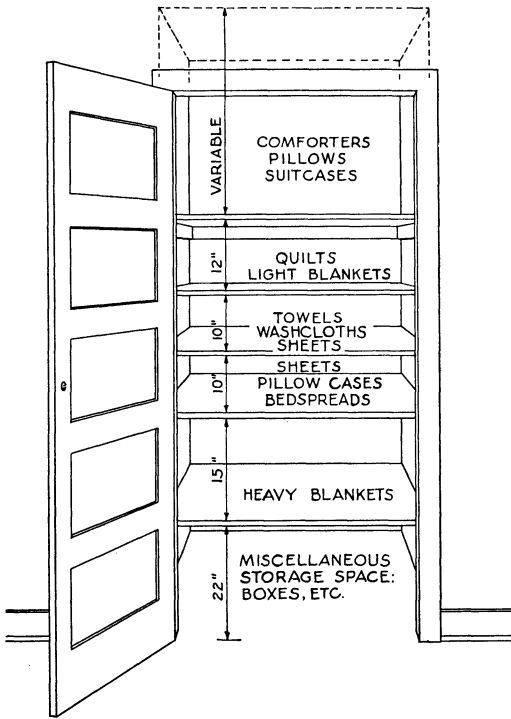 VARIABLE
COMFORTERS
PILLOWS
SUITCASES
12"
QUILTS
LIGHT BLANKETS
10"
TOWELS
WASHCLOTHS
SHEETS
10"
SHEETS
PILLOW CASES
BEDSPREADS
15"
HEAVY BLANKETS
22"
MISCELLANEOUS
STORAGE SPACE:
BOXES, ETC.